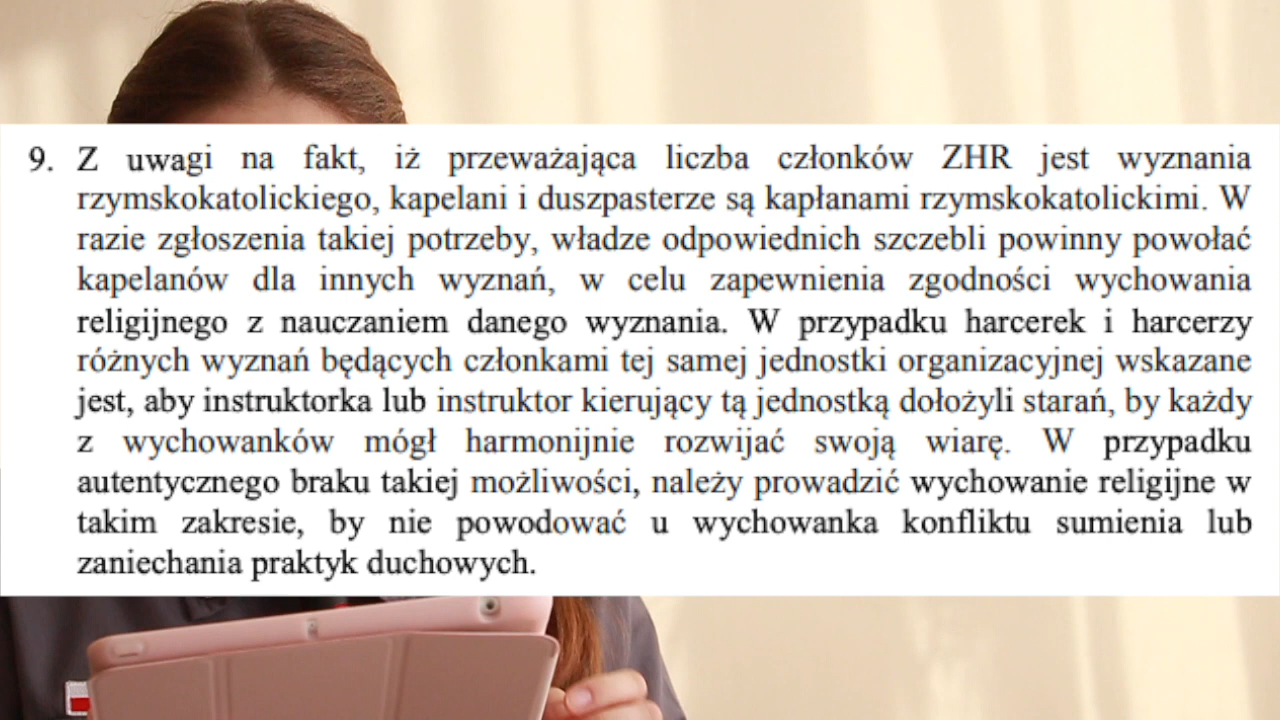 9. Z uwagi na fakt, iż przeważająca liczba członków ZHR jest wyznania
rzymskokatolickiego, kapelani i duszpasterze są kapłanami rzymskokatolickimi. W
razie zgłoszenia takiej potrzeby, władze odpowiednich szczebli powinny powołać
kapelanów dla innych wyznań, w celu zapewnienia zgodności wychowania
religijnego z nauczaniem danego wyznania. W przypadku harcerek i harcerzy
różnych wyznań będących członkami tej samej jednostki organizacyjnej wskazane
jest, aby instruktorka lub instruktor kierujący tą jednostką dołożyli starań, by każdy
z wychowanków mógł harmonijnie rozwijać swoją wiarę. W przypadku
autentycznego braku takiej możliwości, należy prowadzić wychowanie religijne w
takim zakresie, by nie powodować u wychowanka konfliktu sumienia lub
zaniechania praktyk duchowych.